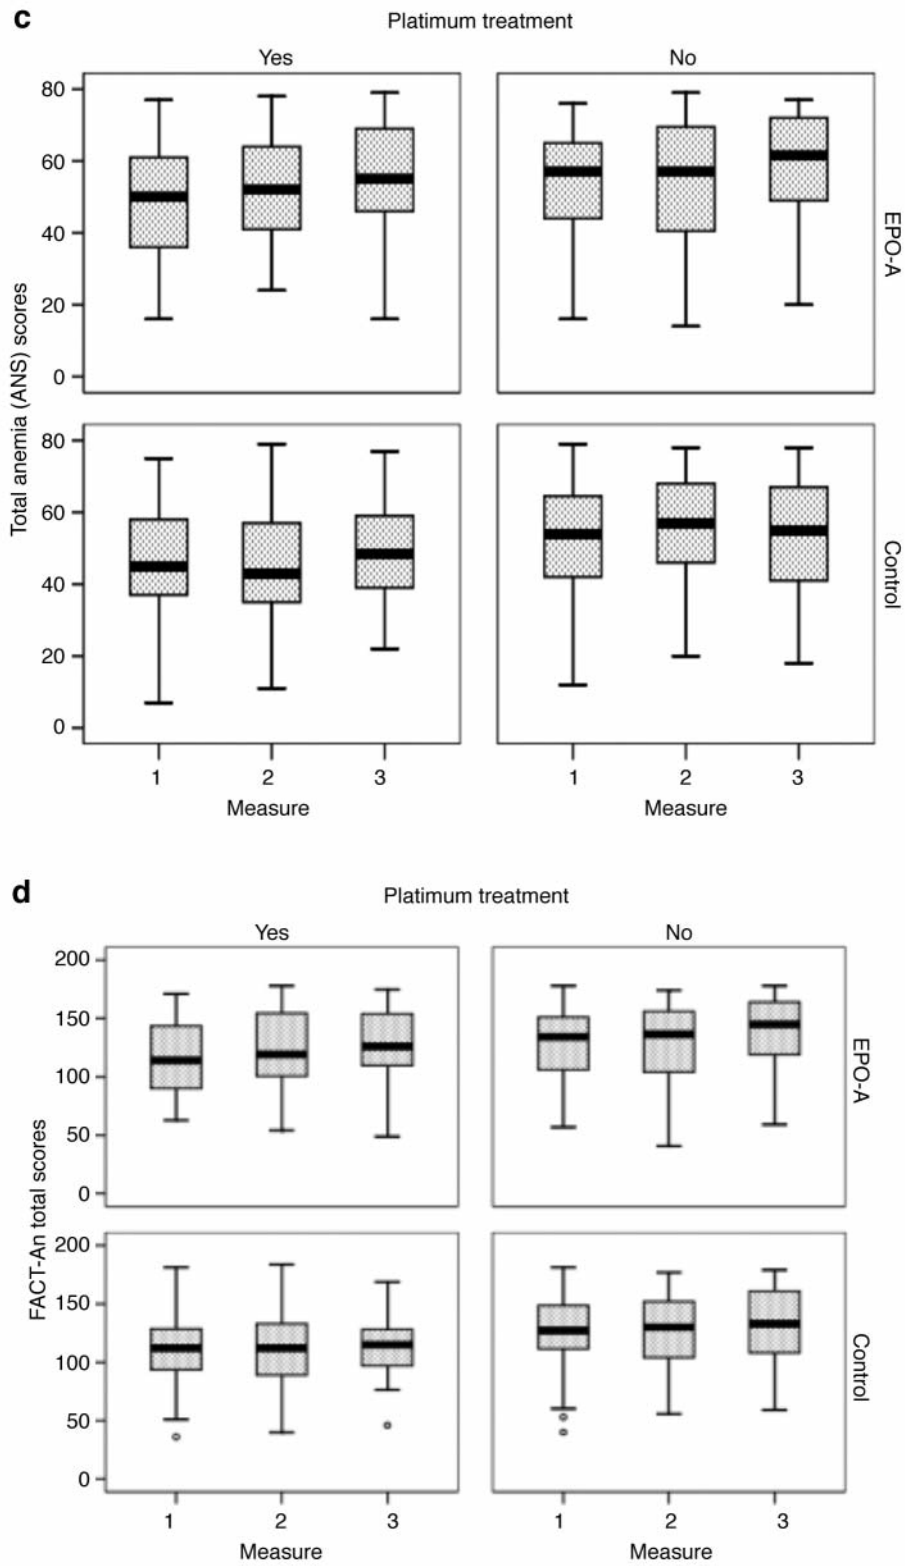 c
Platimum treatment
Yes No
Total anemia (ANS) scores
80
60
40
20
0
EPO-A
80
60
40
20
0
Control
1 2 3 1 2 3
Measure Measure
d
Platimum treatment
Yes No
FACT-An total scores
200
150
100
50
0
EPO-A
200
150
100
50
0
Control
1 2 3 1 2 3
Measure Measure